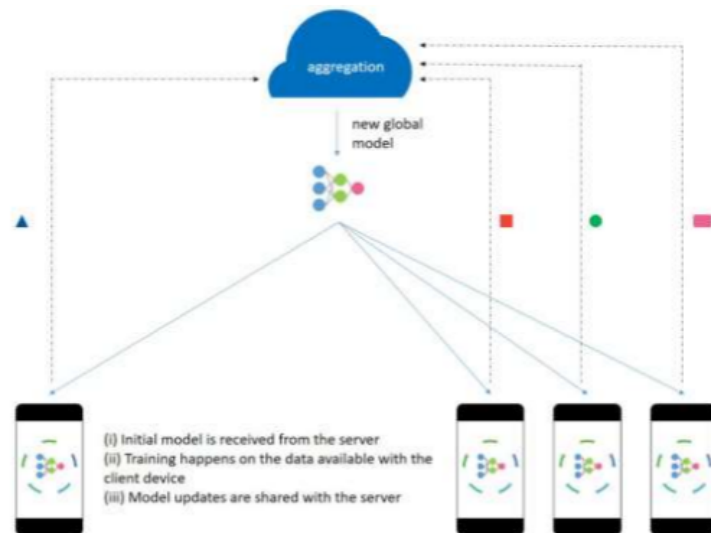 aggregation
new global
model
(i) Initial model is received from the server
(ii) Training happens on the data available with the
client device
(iii) Model updates are shared with the server